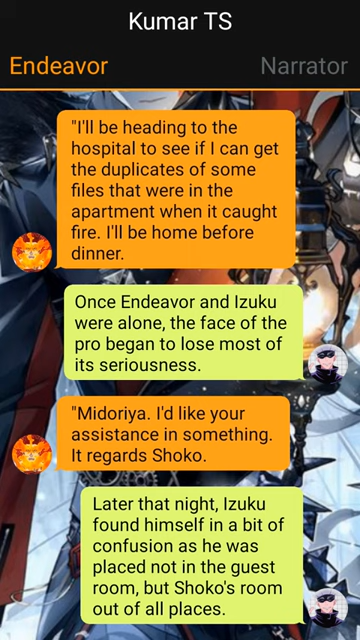 Kumar TS
Endeavor
Narrator
"I'll be heading to the
hospital to see if I can get
the duplicates of some
files that were in the
apartment when it caught
fire. I'll be home before
dinner.
Once Endeavor and Izuku
were alone, the face of the
pro began to lose most of
its seriousness.
"Midoriya. I'd like your
assistance in something.
It regards Shoko.
Later that night, Izuku
found himself in a bit of
confusion as he was
placed not in the guest
room, but Shoko's room
out of all places.